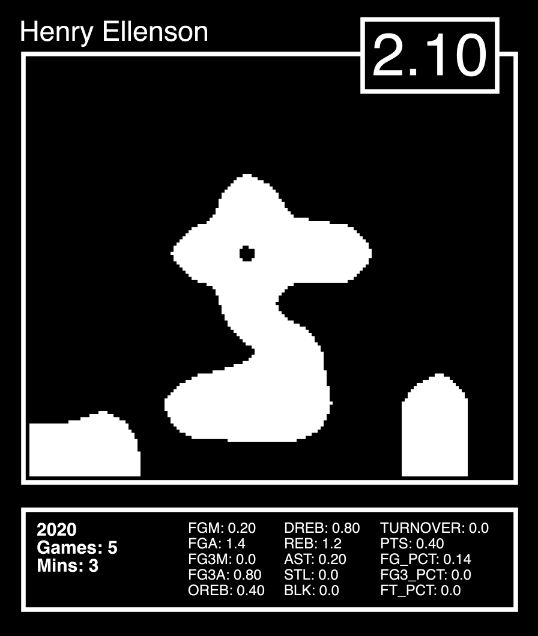 Henry Ellenson
2.10
2020
Games: 5
Mins: 3
FGM: 0.20
FGA: 1.4
FG3M: 0.0
FG3A: 0.80
OREB: 0.40
DREB: 0.80
REB: 1.2
AST: 0.20
STL: 0.0
BLK: 0.0
TURNOVER: 0.0
PTS: 0.40
FG_PCT: 0.14
FG3_PCT: 0.0
FT_PCT: 0.0